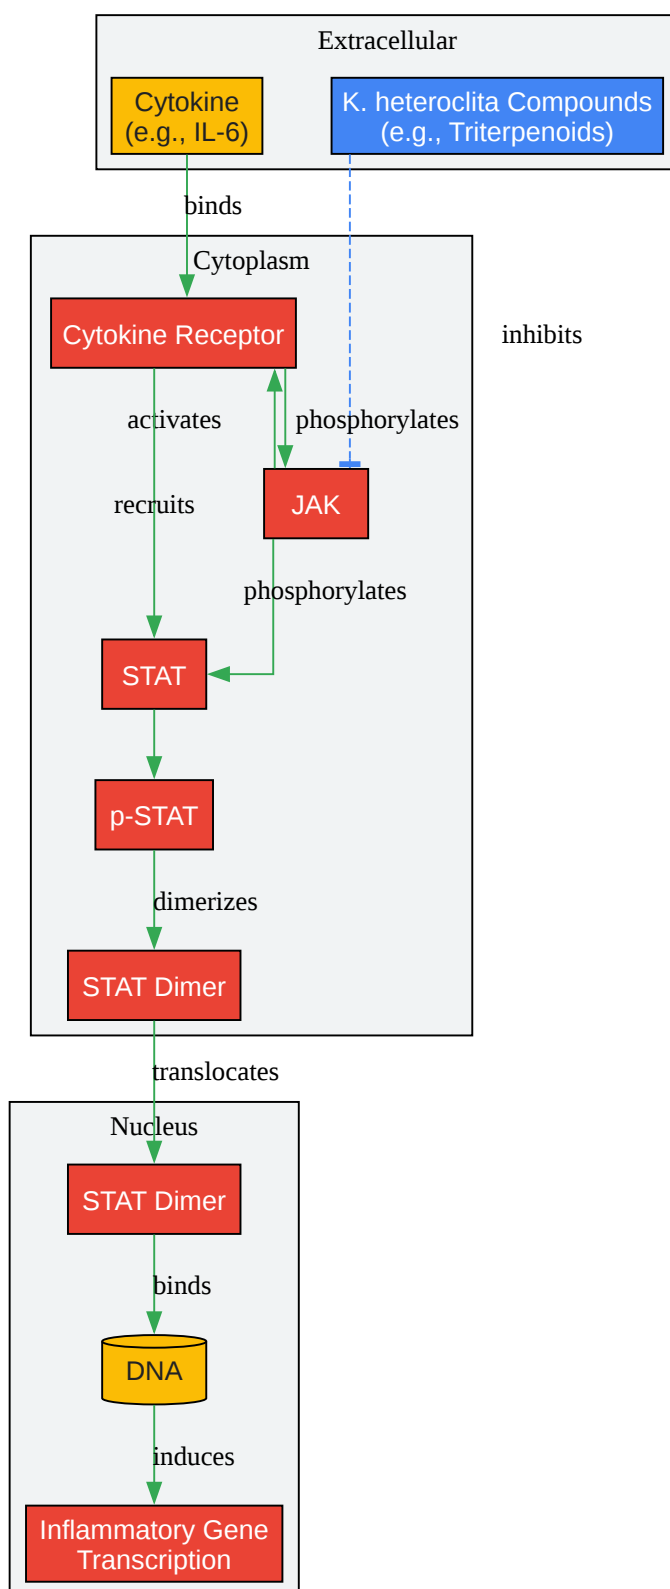 Extracellular
Cytokine
(e.g., IL-6)
K. heteroclita Compounds
(e.g., Triterpenoids)
binds
Cytoplasm
Cytokine Receptor
inhibits
activates
phosphorylates
recruits
JAK
phosphorylates
STAT
p-STAT
dimerizes
STAT Dimer
translocates
Nucleus
STAT Dimer
binds
DNA
induces
Inflammatory Gene
Transcription